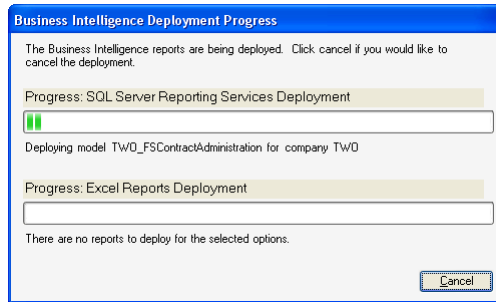 Business Intelligence Deployment Progress
The Business Intelligence reports are being deployed. Click cancel if you would like to
cancel the deployment.
Progress: SQL Server Reporting Services Deployment
Deploying model TWO_FSContractAdministration for company TWO
Progress: Excel Reports Deployment
There are no reports to deploy for the selected options.
Cancel